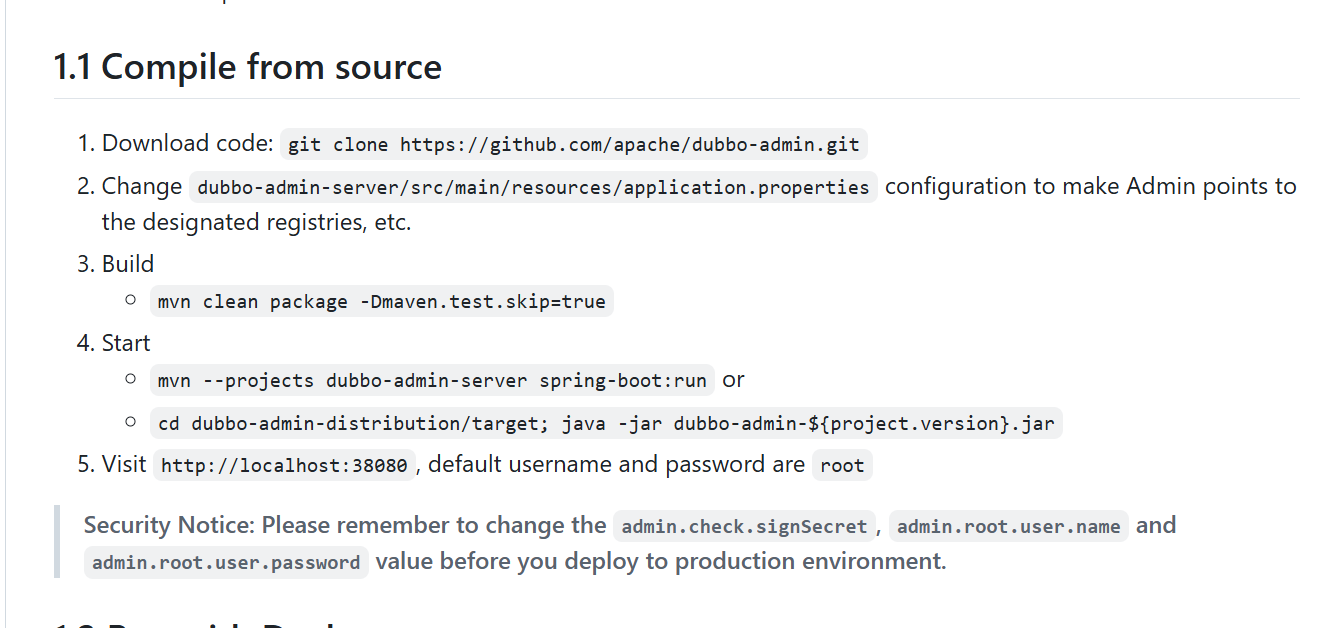 1.1 Compile from source
1. Download code: git clone https://github.com/apache/dubbo-admin.git
2. Change dubbo-admin-server/src/main/resources/application.properties configuration to make Admin points to
the designated registries, etc.
3. Build
mvn clean package -Dmaven.test.skip=true
4. Start
mvn --projects dubbo-admin-server spring-boot:run or
cd dubbo-admin-distribution/target; java -jar dubbo-admin-${project.version}.jar
5. Visit http://localhost:38080, default username and password are root
Security Notice: Please remember to change the admin.check.signSecret, admin.root.user.name and
admin.root.user.password value before you deploy to production environment.